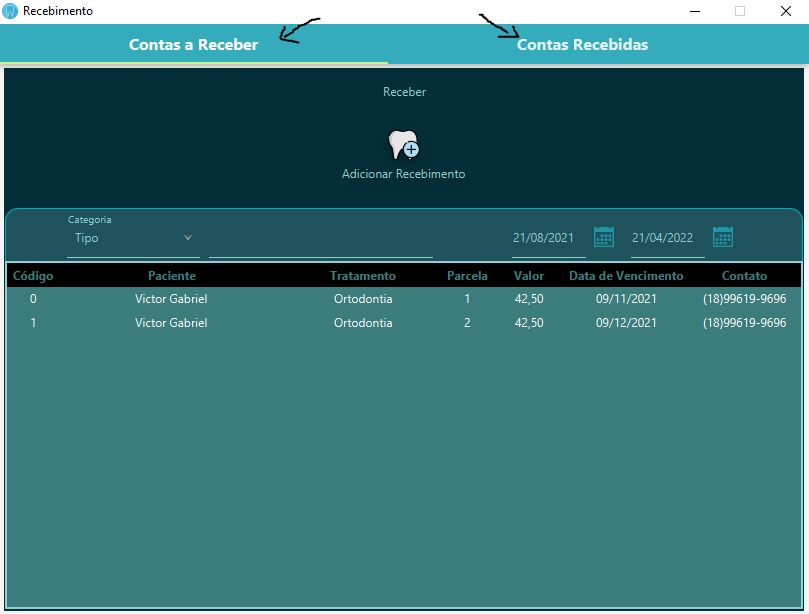 Recebimento
Contas a Receber Contas Recebidas
Receber
Adicionar Recebimento
Categoria
Tipo 21/08/2021 21/04/2022
Código Paciente Tratamento Parcela Valor Data de Vencimento Contato
0 Victor Gabriel Ortodontia 1 42,50 09/11/2021 (18)99619-9696
1 Victor Gabriel Ortodontia 2 42,50 09/12/2021 (18)99619-9696